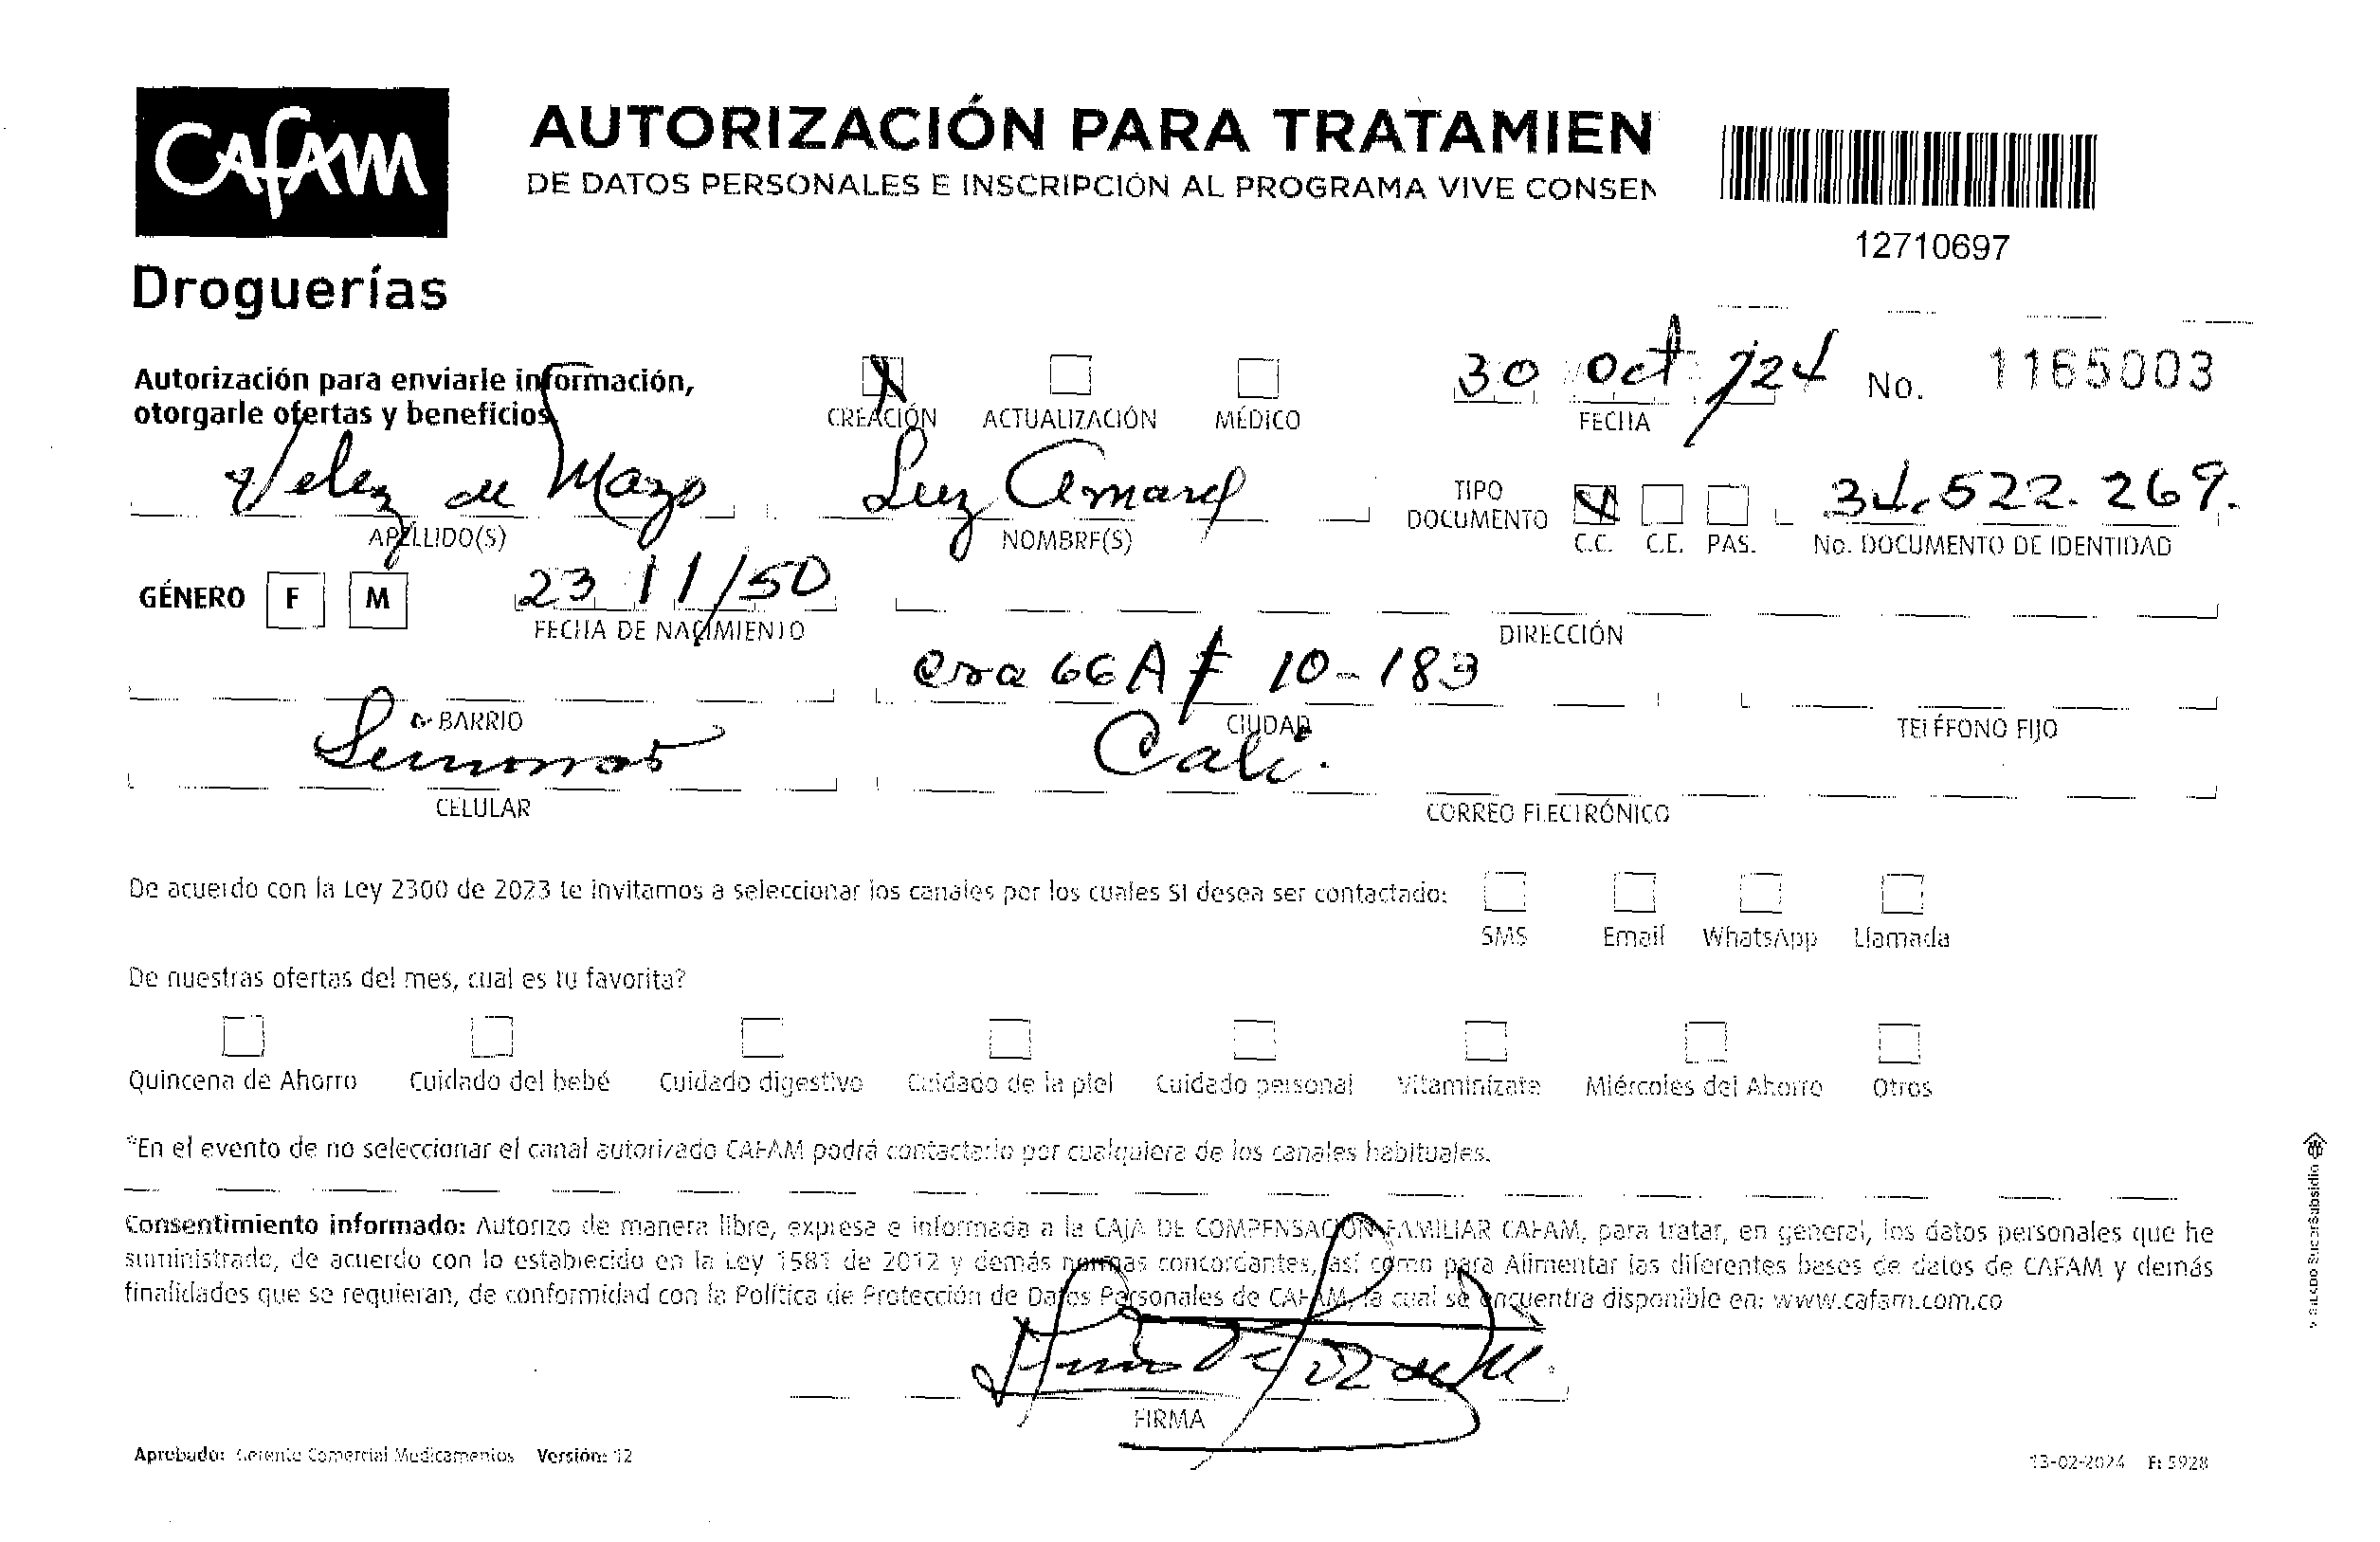 CAFAM
Droguerías
AUTORIZACIÓN PARA TRATAMIEN
DE DATOS PERSONALES E INSCRIPCIÓN AL PROGRAMA VIVE CONSEN
12710697
Autorización para enviarle información,
otorgarle ofertas y beneficios
X
CREACIÓN ACTUALIZACIÓN MÉDICO
30 oct /24
FECHA
No. 1165003
Velez de Mazo Luz Amaref
APELLIDO(S) NOMBRE(S)
TIPO
DOCUMENTO
C.C. C.E. PAS.
34.522.269.
No. DOCUMENTO DE IDENTIDAD
GÉNERO F M
23 11/50
FECHA DE NACIMIENTO DIRECCIÓN
Cra 66A # 10-183
BARRIO CIUDAD TELÉFONO FIJO
Cali.
CELULAR CORREO ELECTRÓNICO
De acuerdo con la Ley 2300 de 2023 te invitamos a seleccionar los canales por los cuales SI desea ser contactado:
SMS Email WhatsApp Llamada
De nuestras ofertas del mes, cual es tu favorita?
Quincena de Ahorro Cuidado del bebé Cuidado digestivo Cuidado de la piel Cuidado personal Vitaminízate Miércoles del Ahorro Otros
*En el evento de no seleccionar el canal autorizado CAFAM podrá contactarlo por cualquiera de los canales habituales.
Consentimiento informado: Autorizo de manera libre, expresa e informada a la CAJA DE COMPENSACIÓN FAMILIAR CAFAM, para tratar, en general, los datos personales que he
suministrado, de acuerdo con lo establecido en la Ley 1581 de 2012 y demás normas concordantes, así como para Alimentar las diferentes bases de datos de CAFAM y demás
finalidades que se requieran, de conformidad con la Política de Protección de Datos Personales de CAFAM, la cual se encuentra disponible en: www.cafam.com.co
FIRMA
Aprobado: Gerente Comercial Medicamentos Versión: 12
13-02-2024 F: 5928
VIGILADO SuperSubsidio